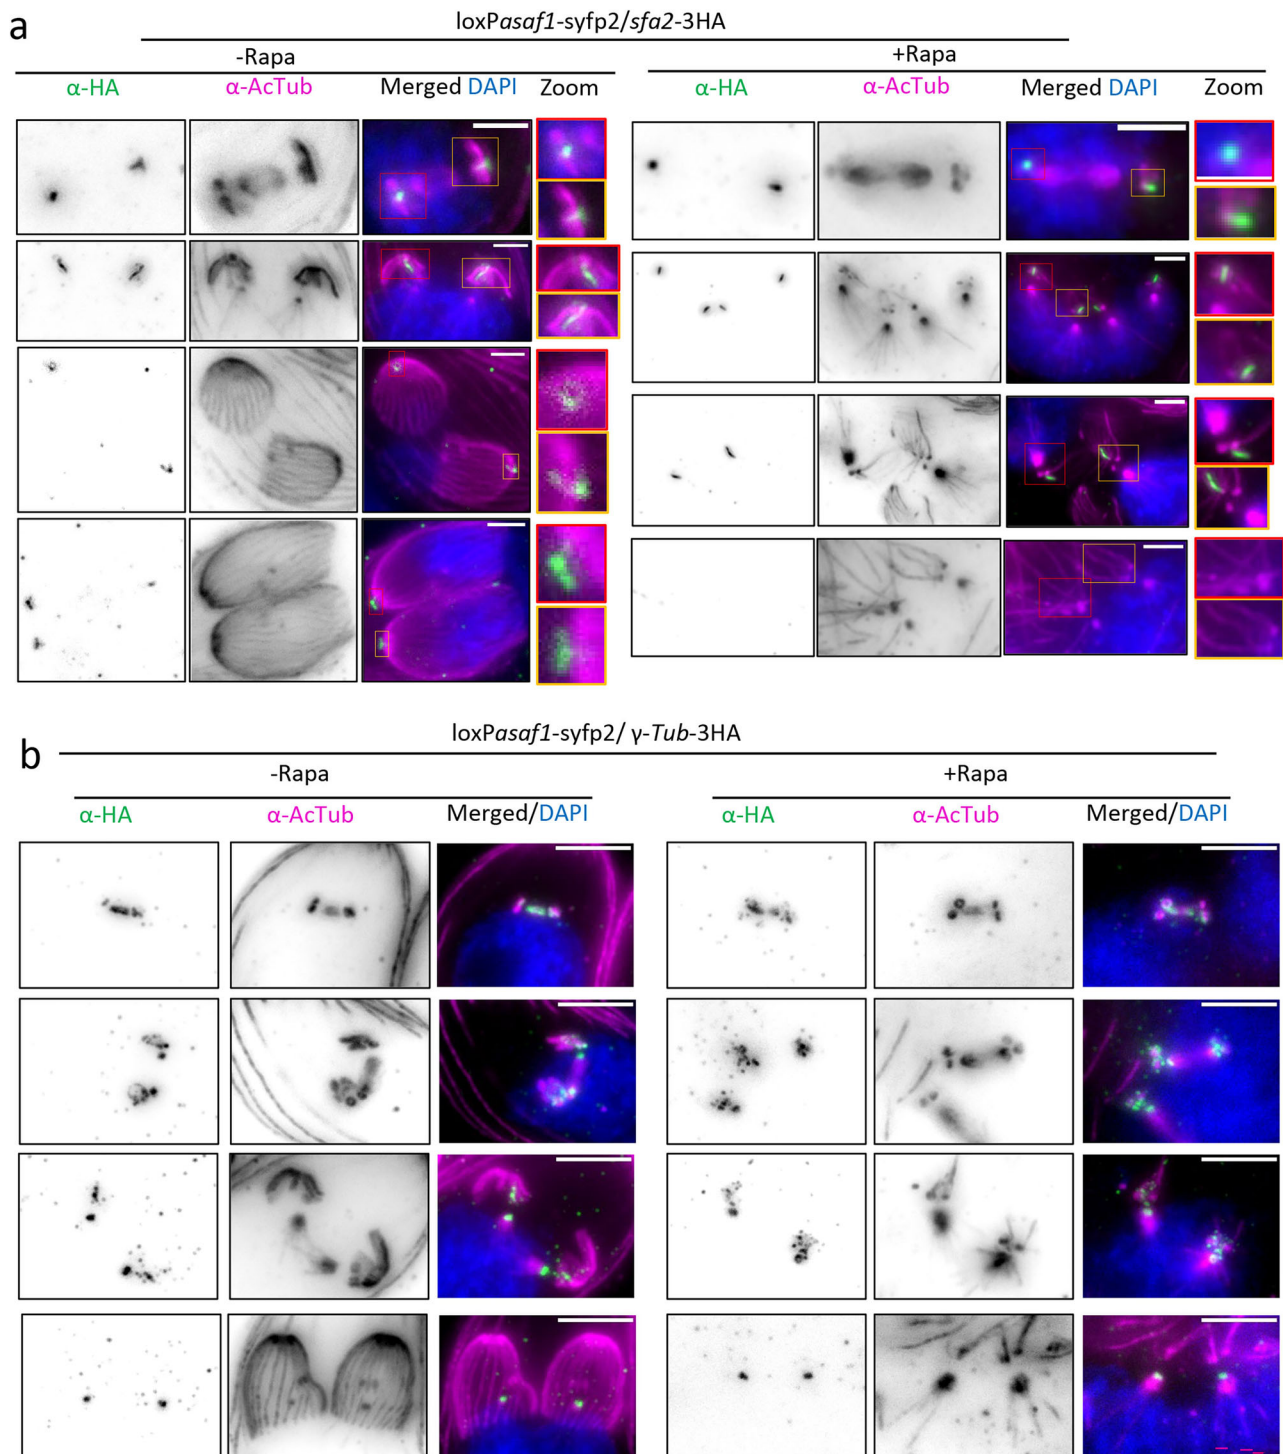 a
loxPasaf1-syfp2/sfa2-3HA
-Rapa
+Rapa
α-HA α-AcTub Merged DAPI Zoom
α-HA α-AcTub Merged DAPI Zoom
b
loxPasaf1-syfp2/ γ-Tub-3HA
-Rapa
+Rapa
α-HA α-AcTub Merged/DAPI
α-HA α-AcTub Merged/DAPI